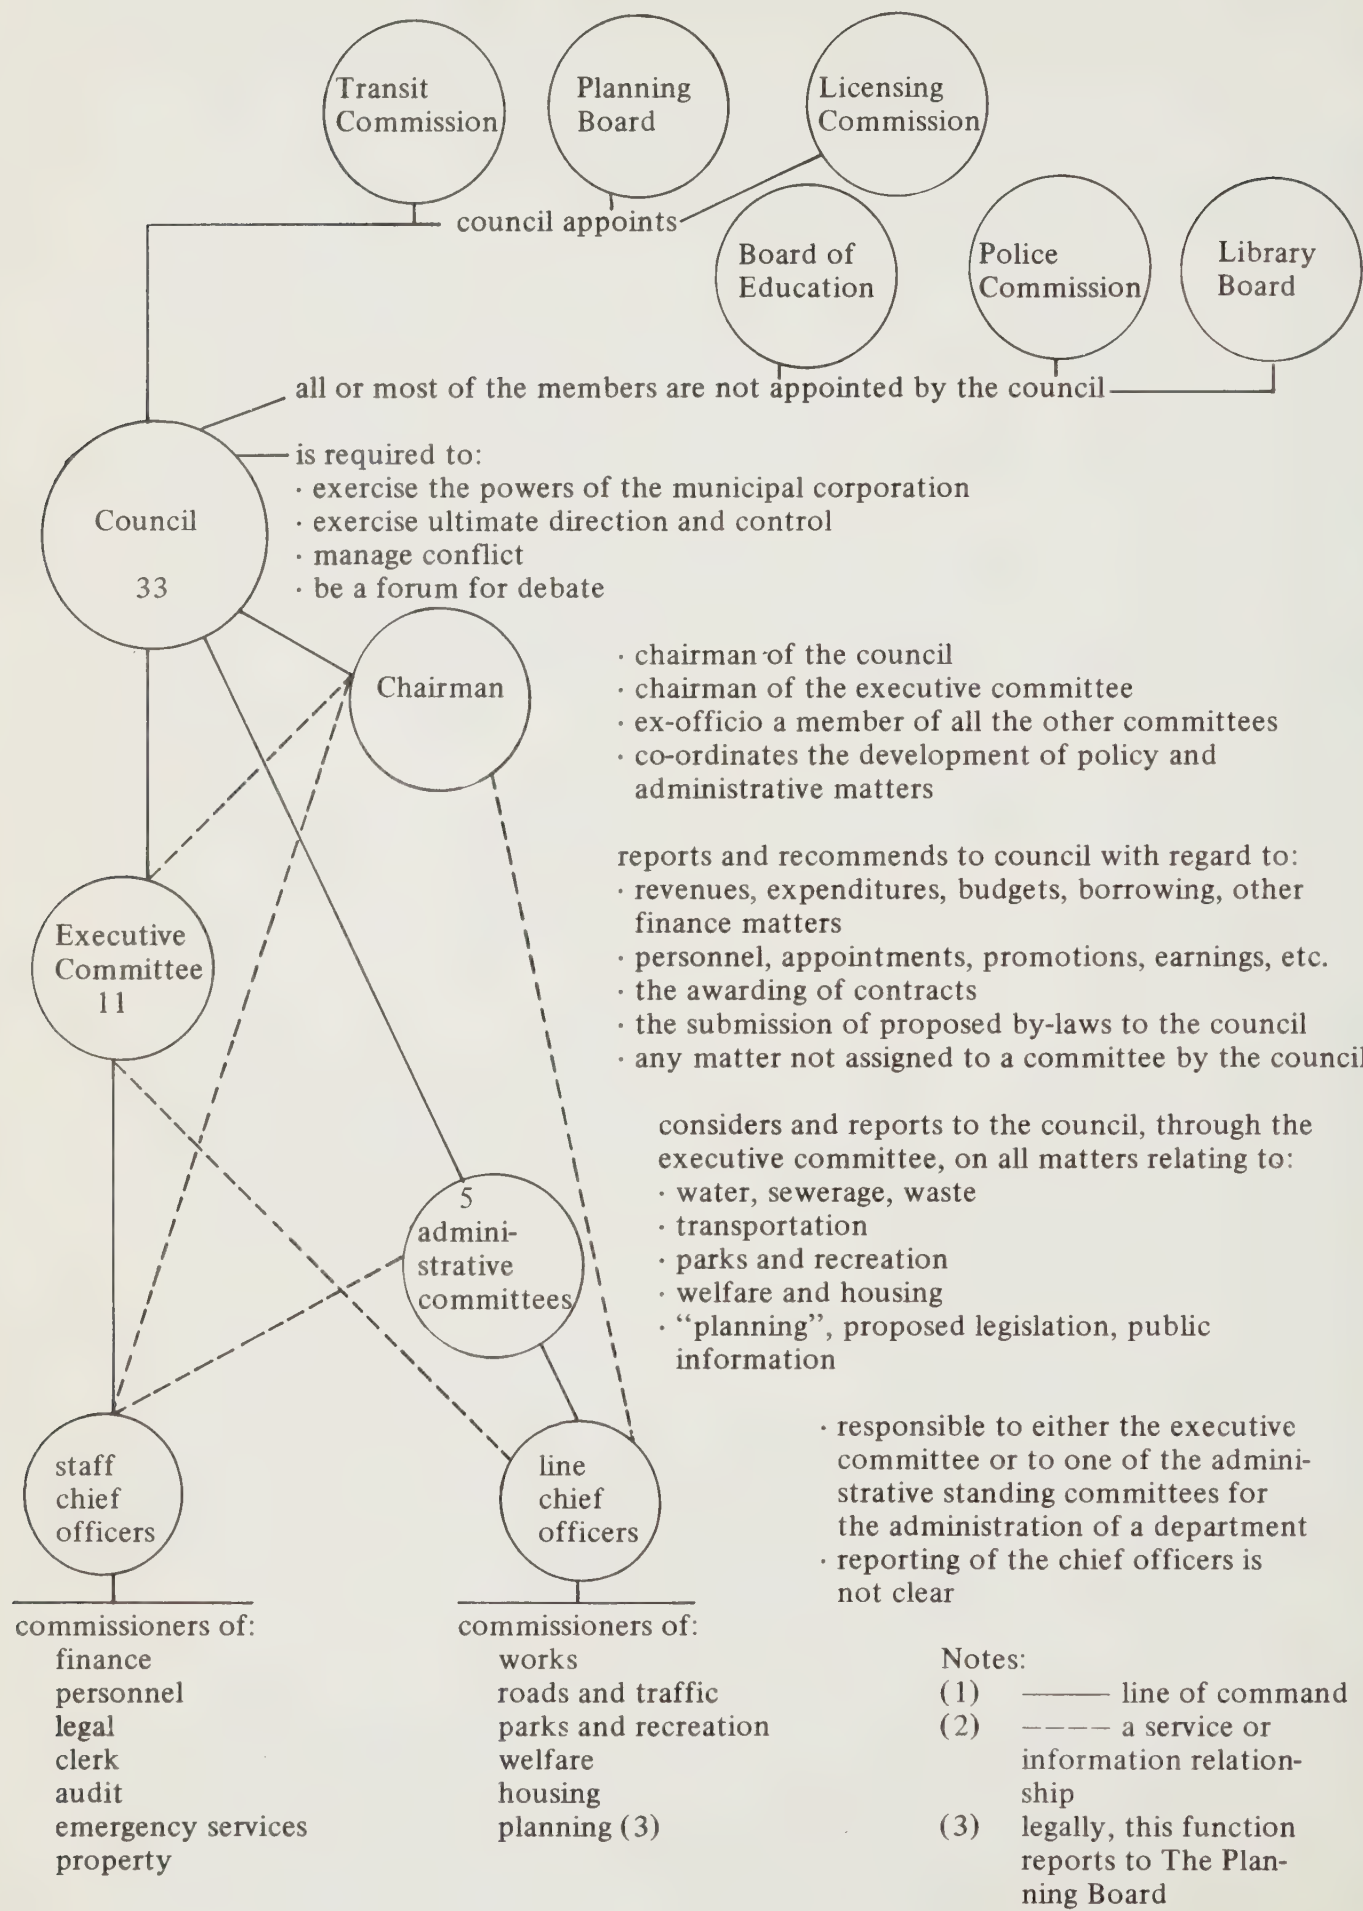 Transit
Commission
Planning
Board
Licensing
Commission
council appoints
Board of
Education
Police
Commission
Library
Board
all or most of the members are not appointed by the council
Council
33
is required to:
· exercise the powers of the municipal corporation
· exercise ultimate direction and control
· manage conflict
· be a forum for debate
Chairman
· chairman of the council
· chairman of the executive committee
· ex-officio a member of all the other committees
· co-ordinates the development of policy and
administrative matters
Executive
Committee
11
reports and recommends to council with regard to:
· revenues, expenditures, budgets, borrowing, other
finance matters
· personnel, appointments, promotions, earnings, etc.
· the awarding of contracts
· the submission of proposed by-laws to the council
· any matter not assigned to a committee by the council
5
admini-
strative
committees
considers and reports to the council, through the
executive committee, on all matters relating to:
· water, sewerage, waste
· transportation
· parks and recreation
· welfare and housing
· “planning”, proposed legislation, public
information
staff
chief
officers
line
chief
officers
· responsible to either the executive
committee or to one of the admini-
strative standing committees for
the administration of a department
· reporting of the chief officers is
not clear
commissioners of:
finance
personnel
legal
clerk
audit
emergency services
property
commissioners of:
works
roads and traffic
parks and recreation
welfare
housing
planning (3)
Notes:
(1) ——— line of command
(2) ---- a service or
information relation-
ship
(3) legally, this function
reports to The Plan-
ning Board